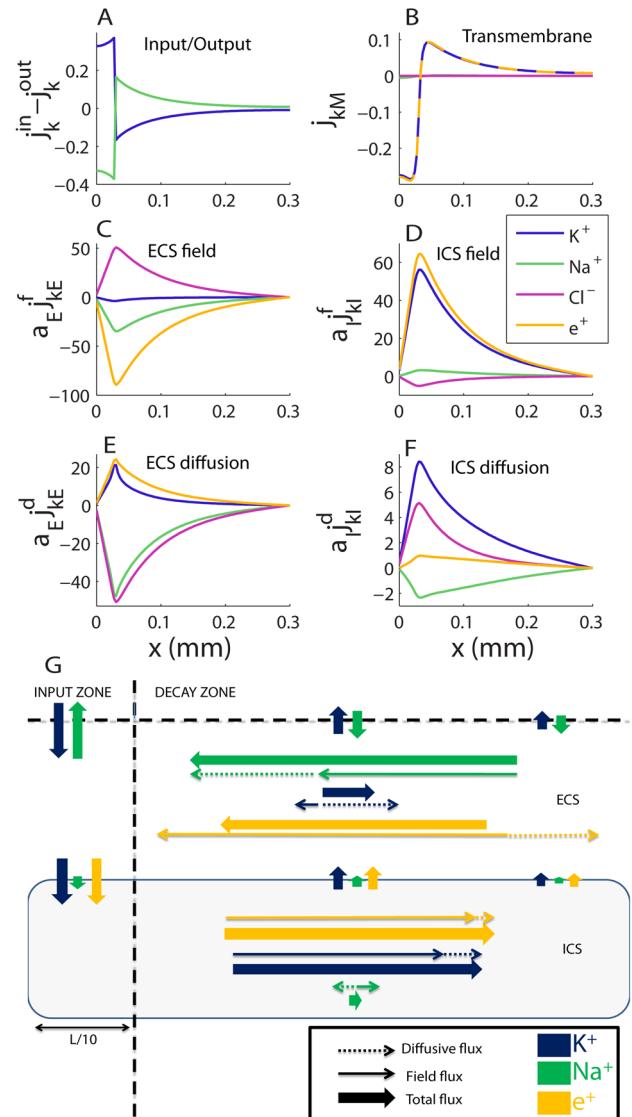 A
Input/Output
j_k^in – j_k^out
0.2
0
−0.2
−0.4
0 0.1 0.2 0.3
B
Transmembrane
j_kM
0.1
0
−0.1
−0.2
0 0.1 0.2 0.3
C
ECS field
a_E j_kE^f
50
0
−50
−100
0 0.1 0.2 0.3
D
ICS field
a_I j_kI^f
60
40
20
0
0 0.1 0.2 0.3
K⁺
Na⁺
Cl⁻
e⁺
E
ECS diffusion
a_E j_kE^d
20
0
−20
−40
0 0.1 0.2 0.3
x (mm)
F
ICS diffusion
a_I j_kI^d
8
6
4
2
0
−2
0 0.1 0.2 0.3
x (mm)
G
INPUT ZONE
DECAY ZONE
ECS
ICS
L/10
Diffusive flux
Field flux
Total flux
K⁺
Na⁺
e⁺